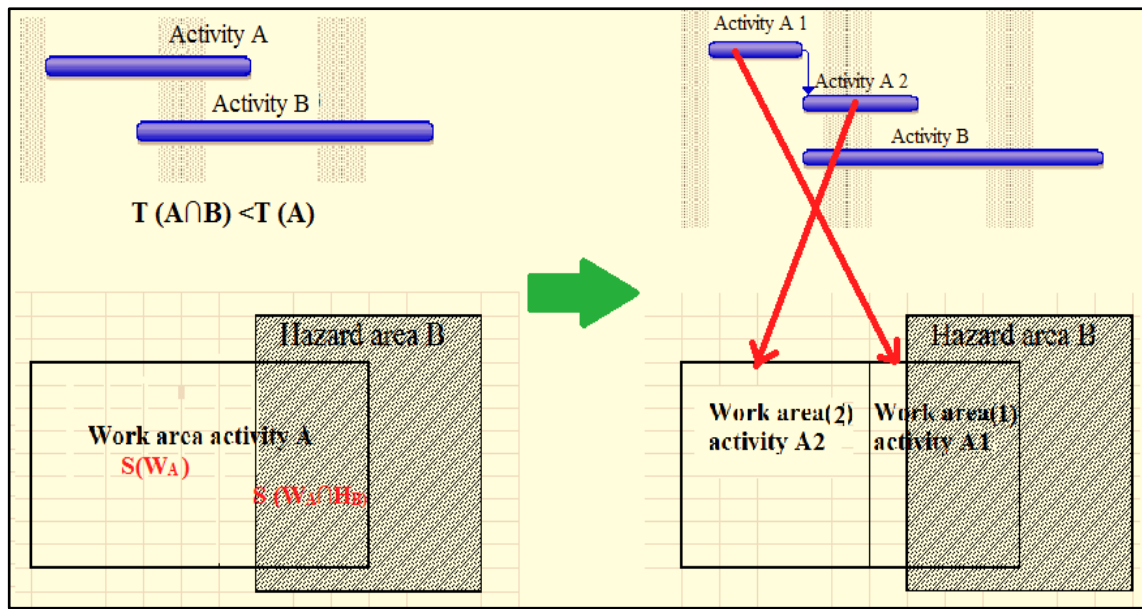 Activity A
Activity B
T (A∩B) <T (A)
Hazard area B
Work area activity A
S(WA)
S (WA∩HB)
Activity A 1
Activity A 2
Activity B
Hazard area B
Work area(2)
activity A2
Work area(1)
activity A1